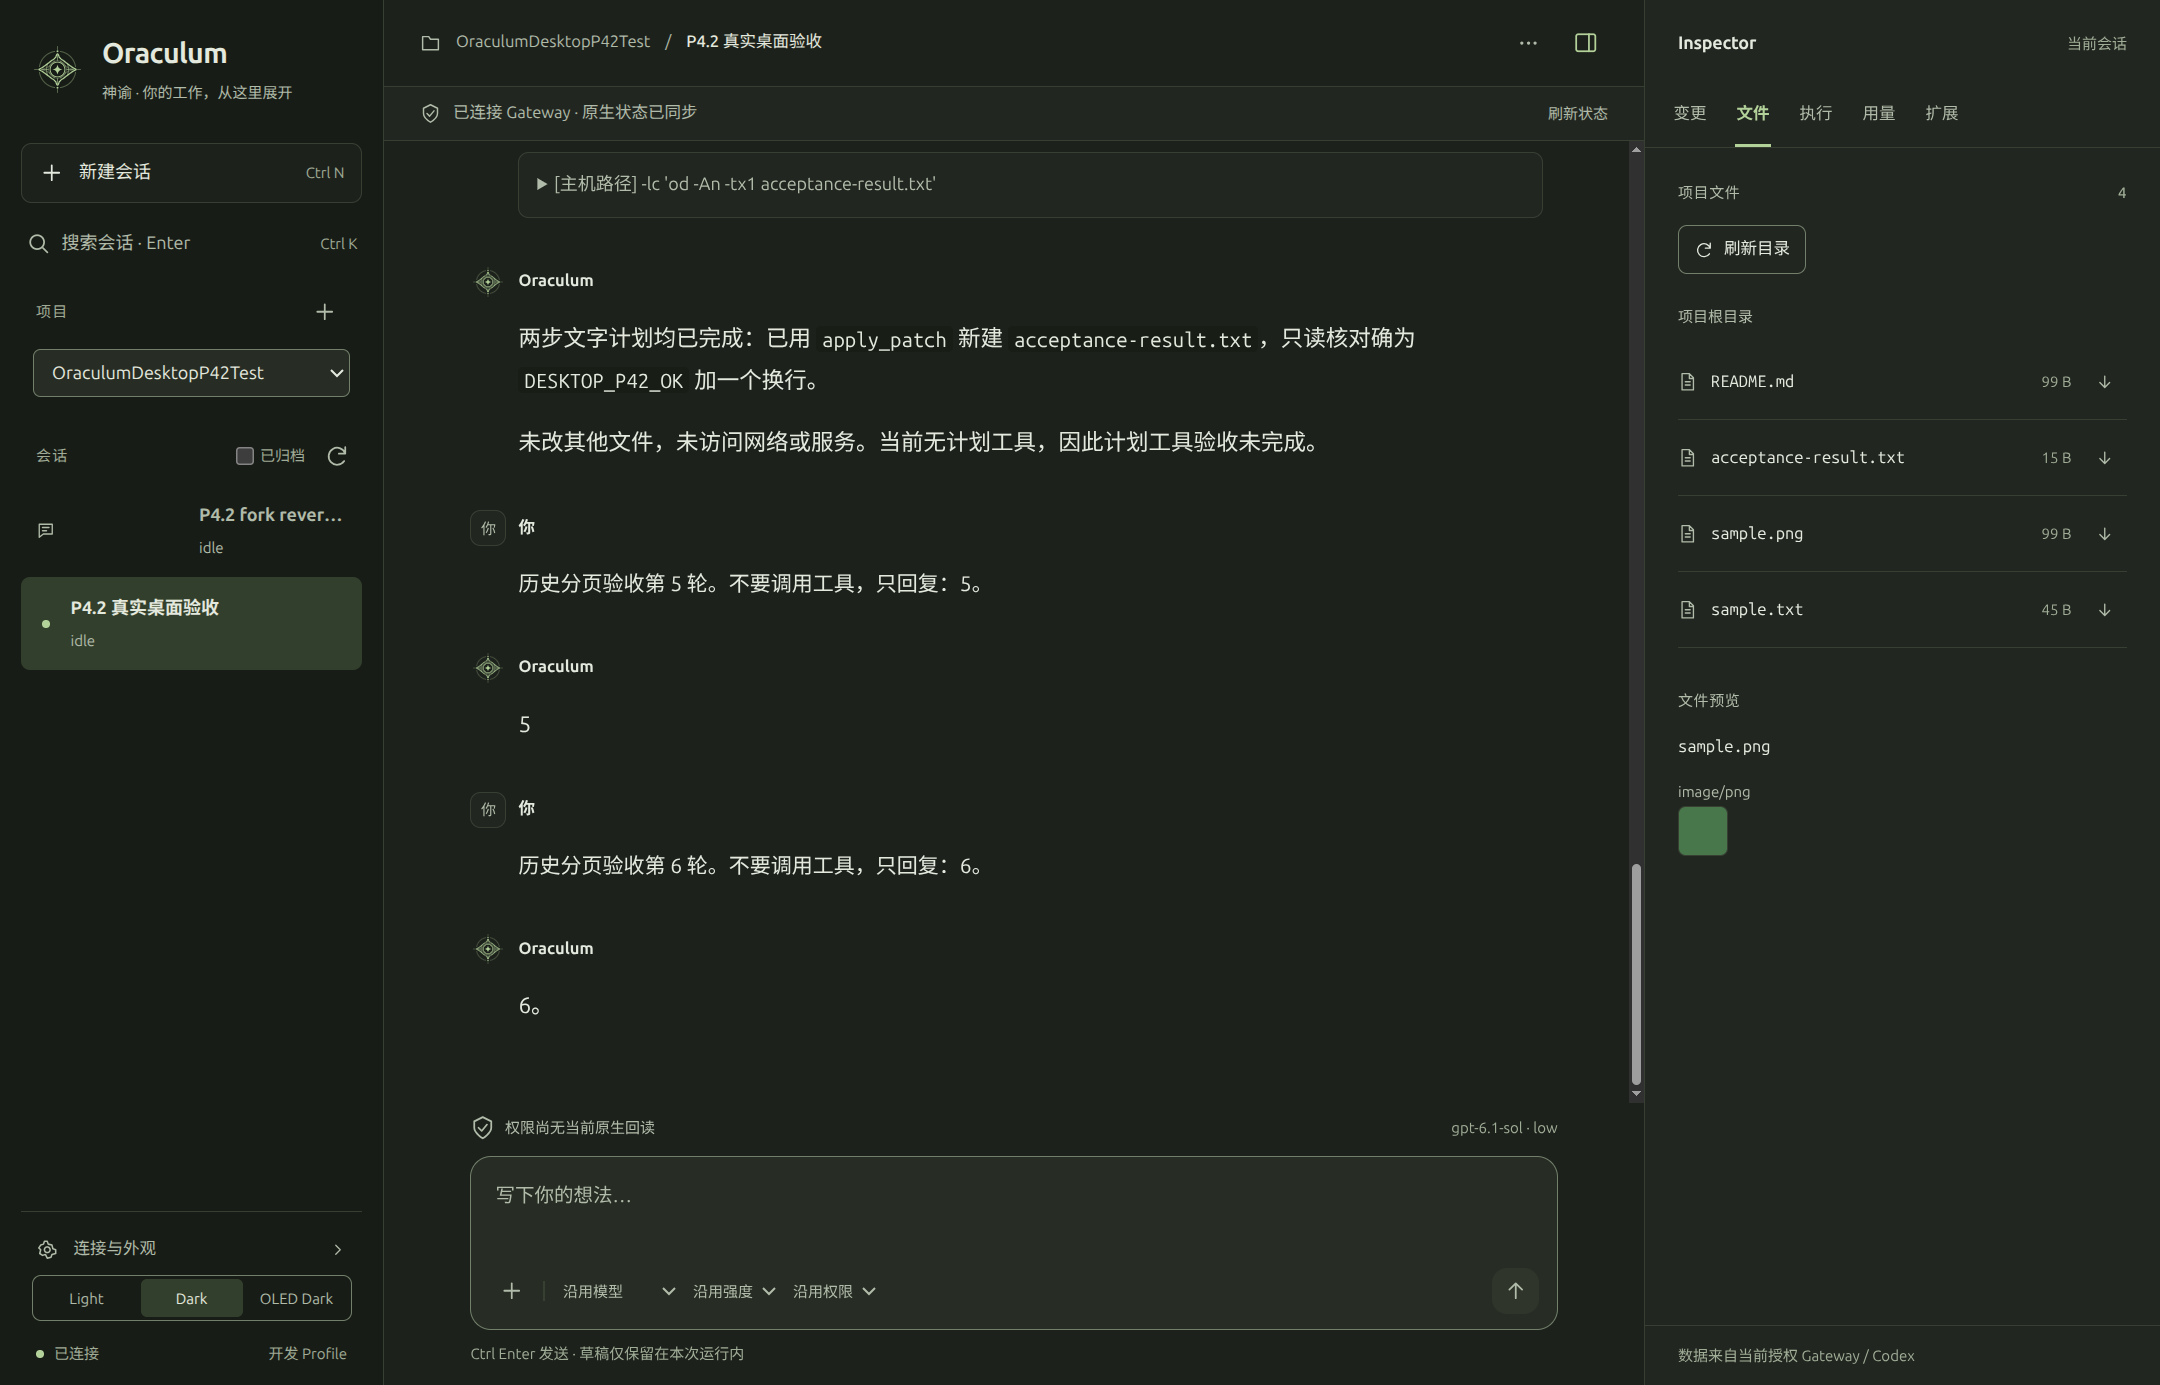 Oraculum
神谕 · 你的工作，从这里展开
新建会话 Ctrl N
搜索会话 · Enter Ctrl K
项目
OraculumDesktopP42Test
会话 已归档
P4.2 fork rever…
idle
P4.2 真实桌面验收
idle
连接与外观
Light Dark OLED Dark
已连接 开发 Profile
OraculumDesktopP42Test / P4.2 真实桌面验收
已连接 Gateway · 原生状态已同步 刷新状态
[主机路径] -lc 'od -An -tx1 acceptance-result.txt'
Oraculum
两步文字计划均已完成：已用 apply_patch 新建 acceptance-result.txt，只读核对确为
DESKTOP_P42_OK 加一个换行。
未改其他文件，未访问网络或服务。当前无计划工具，因此计划工具验收未完成。
你 你
历史分页验收第 5 轮。不要调用工具，只回复：5。
Oraculum
5
你 你
历史分页验收第 6 轮。不要调用工具，只回复：6。
Oraculum
6。
权限尚无当前原生回读 gpt-6.1-sol · low
写下你的想法…
沿用模型 沿用强度 沿用权限
Ctrl Enter 发送 · 草稿仅保留在本次运行内
Inspector 当前会话
变更 文件 执行 用量 扩展
项目文件 4
刷新目录
项目根目录
README.md 99 B
acceptance-result.txt 15 B
sample.png 99 B
sample.txt 45 B
文件预览
sample.png
image/png
数据来自当前授权 Gateway / Codex